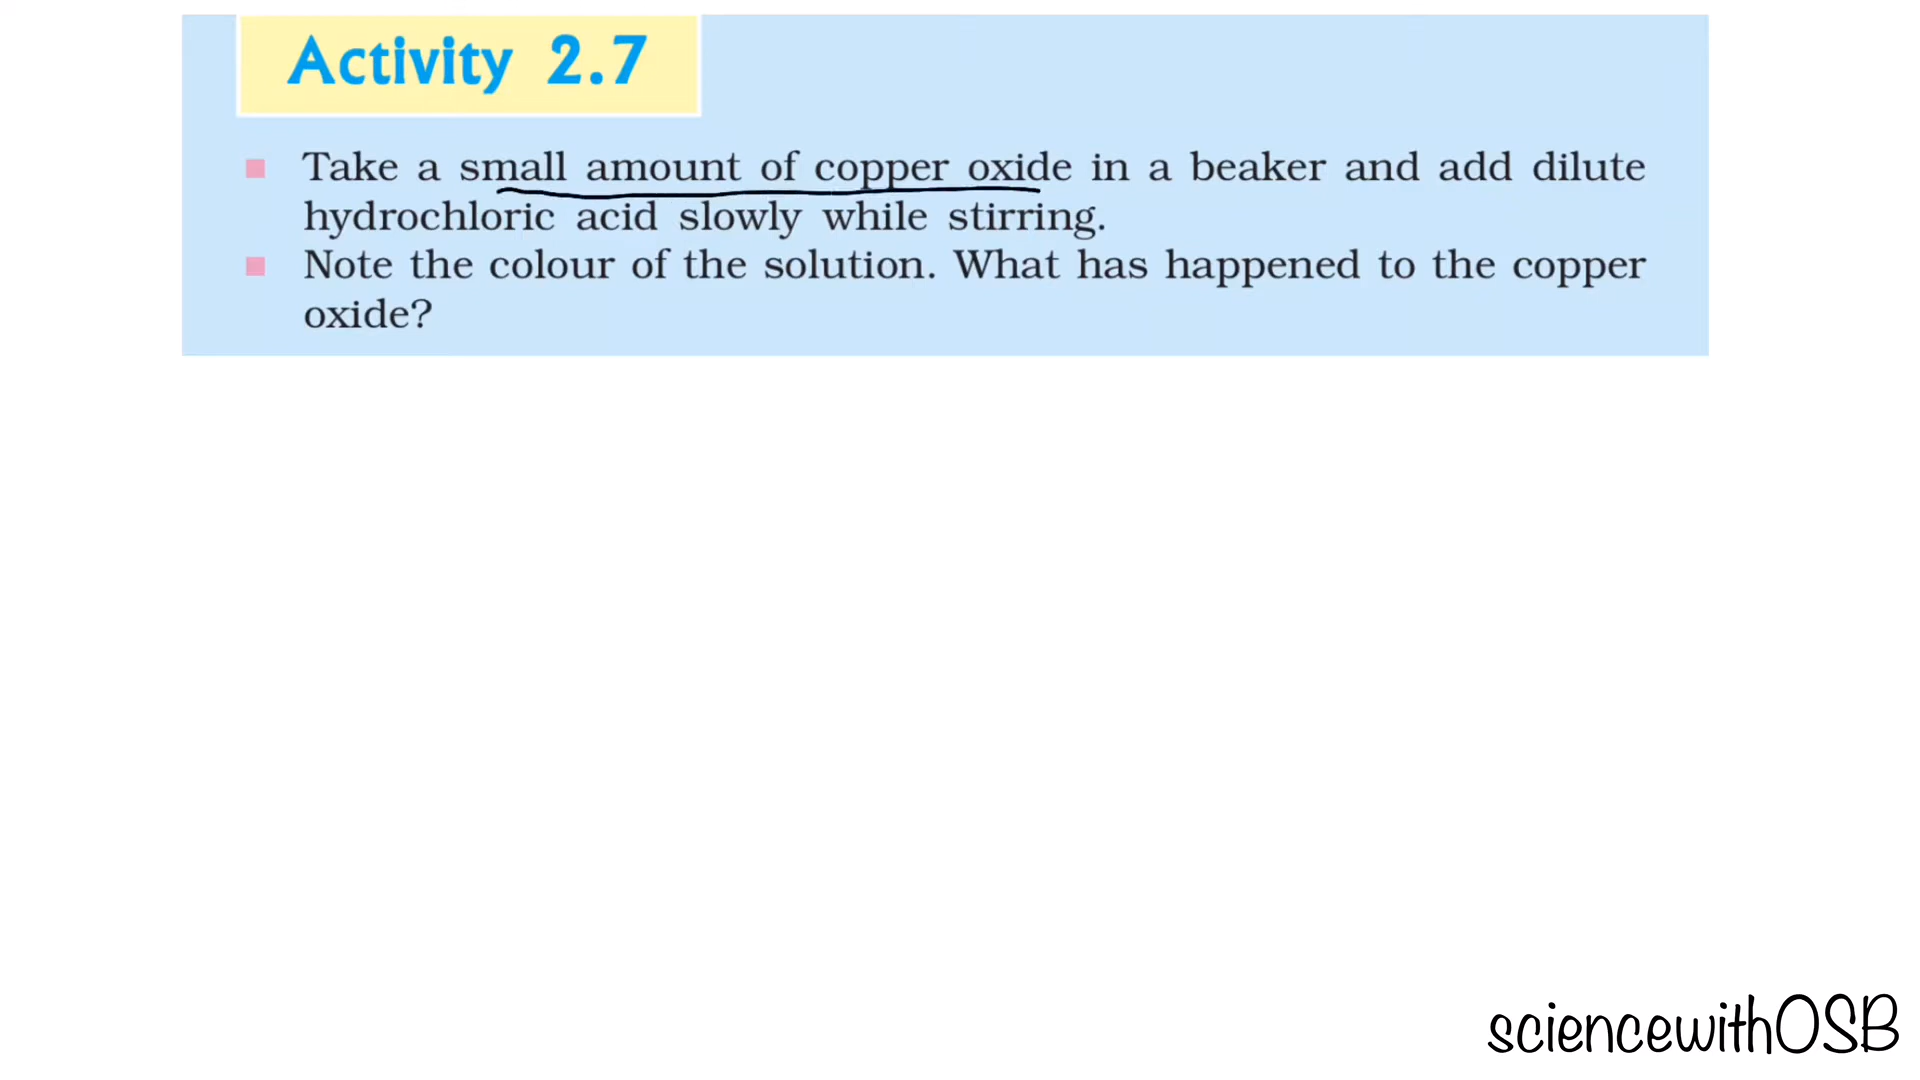 Activity 2.7
Take a small amount of copper oxide in a beaker and add dilute
hydrochloric acid slowly while stirring.
Note the colour of the solution. What has happened to the copper
oxide?
sciencewithOSB